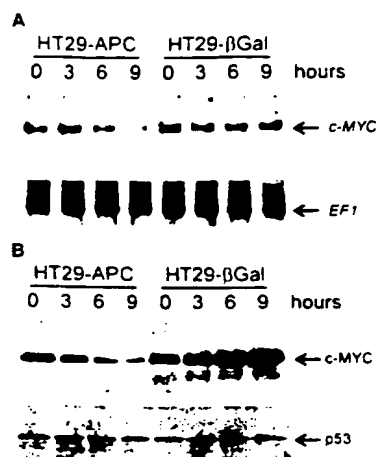 A
HT29-APC HT29-βGal
0 3 6 9 0 3 6 9 hours
c-MYC
EF1
B
HT29-APC HT29-βGal
0 3 6 9 0 3 6 9 hours
c-MYC
p53